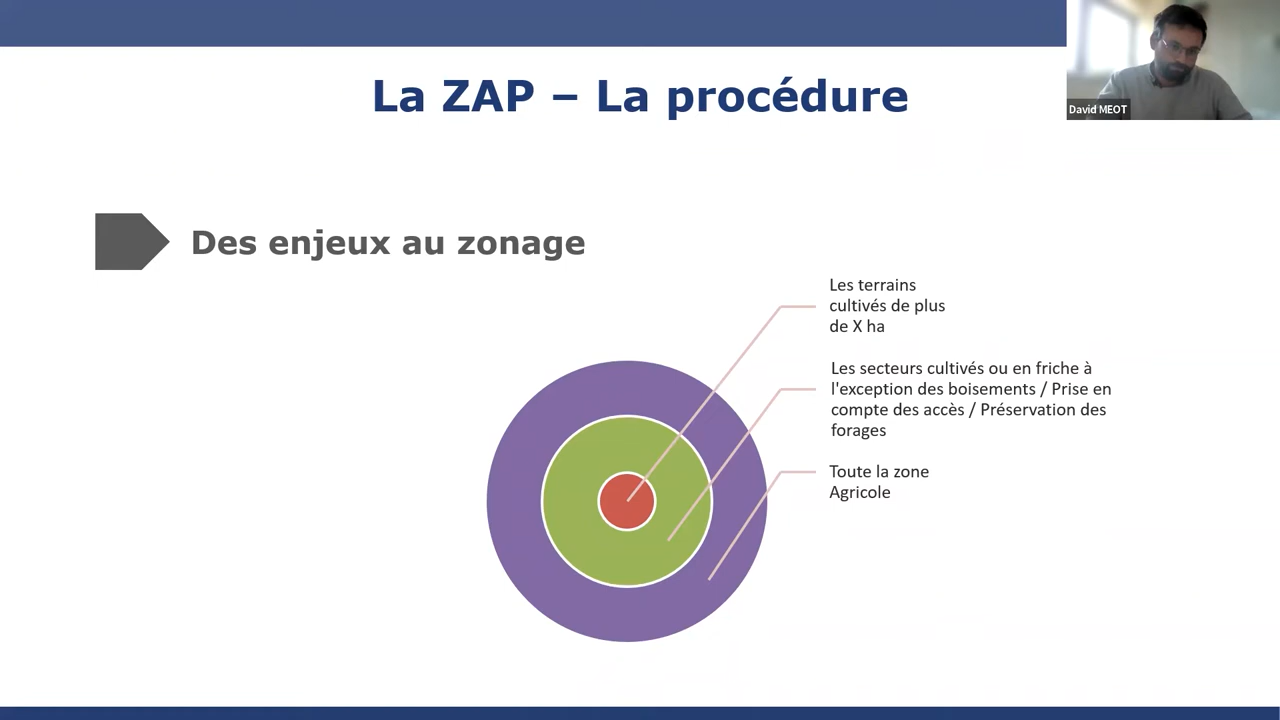 La ZAP – La procédure
David MEOT
Des enjeux au zonage
Les terrains
cultivés de plus
de X ha
Les secteurs cultivés ou en friche à
l'exception des boisements / Prise en
compte des accès / Préservation des
forages
Toute la zone
Agricole